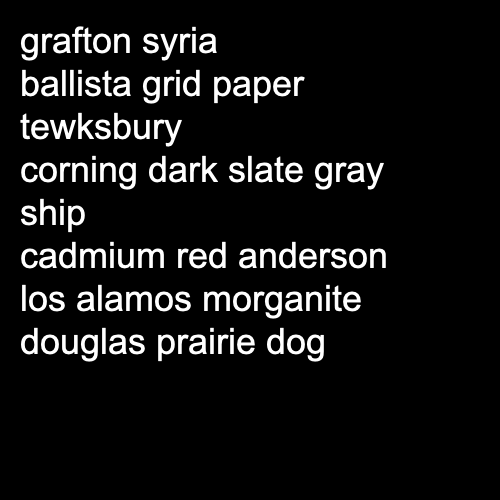 grafton syria
ballista grid paper
tewksbury
corning dark slate gray
ship
cadmium red anderson
los alamos morganite
douglas prairie dog